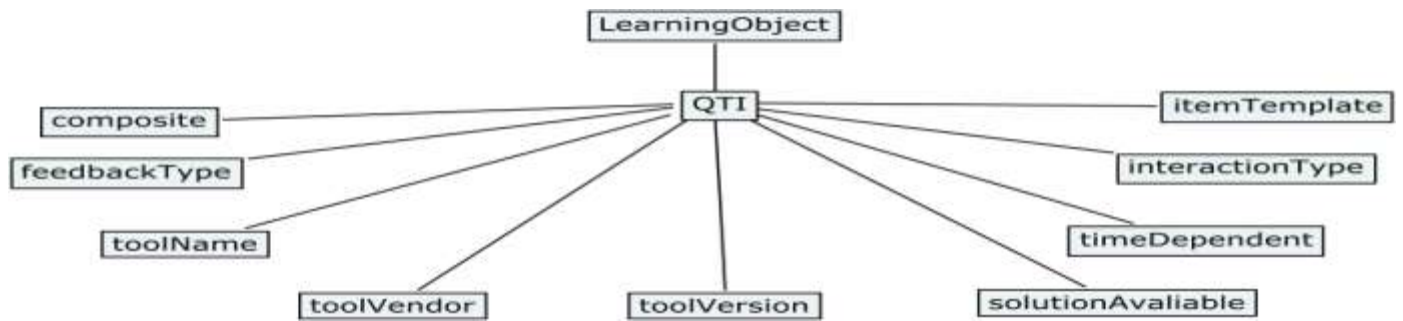 LearningObject
QTI
composite
itemTemplate
feedbackType
interactionType
toolName
timeDependent
toolVendor
toolVersion
solutionAvaliable